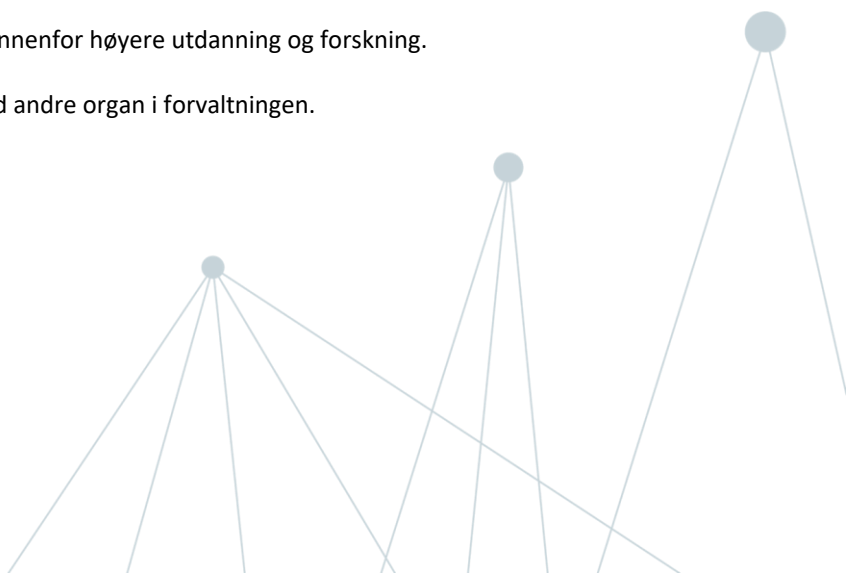 nnenfor høyere utdanning og forskning.
d andre organ i forvaltningen.